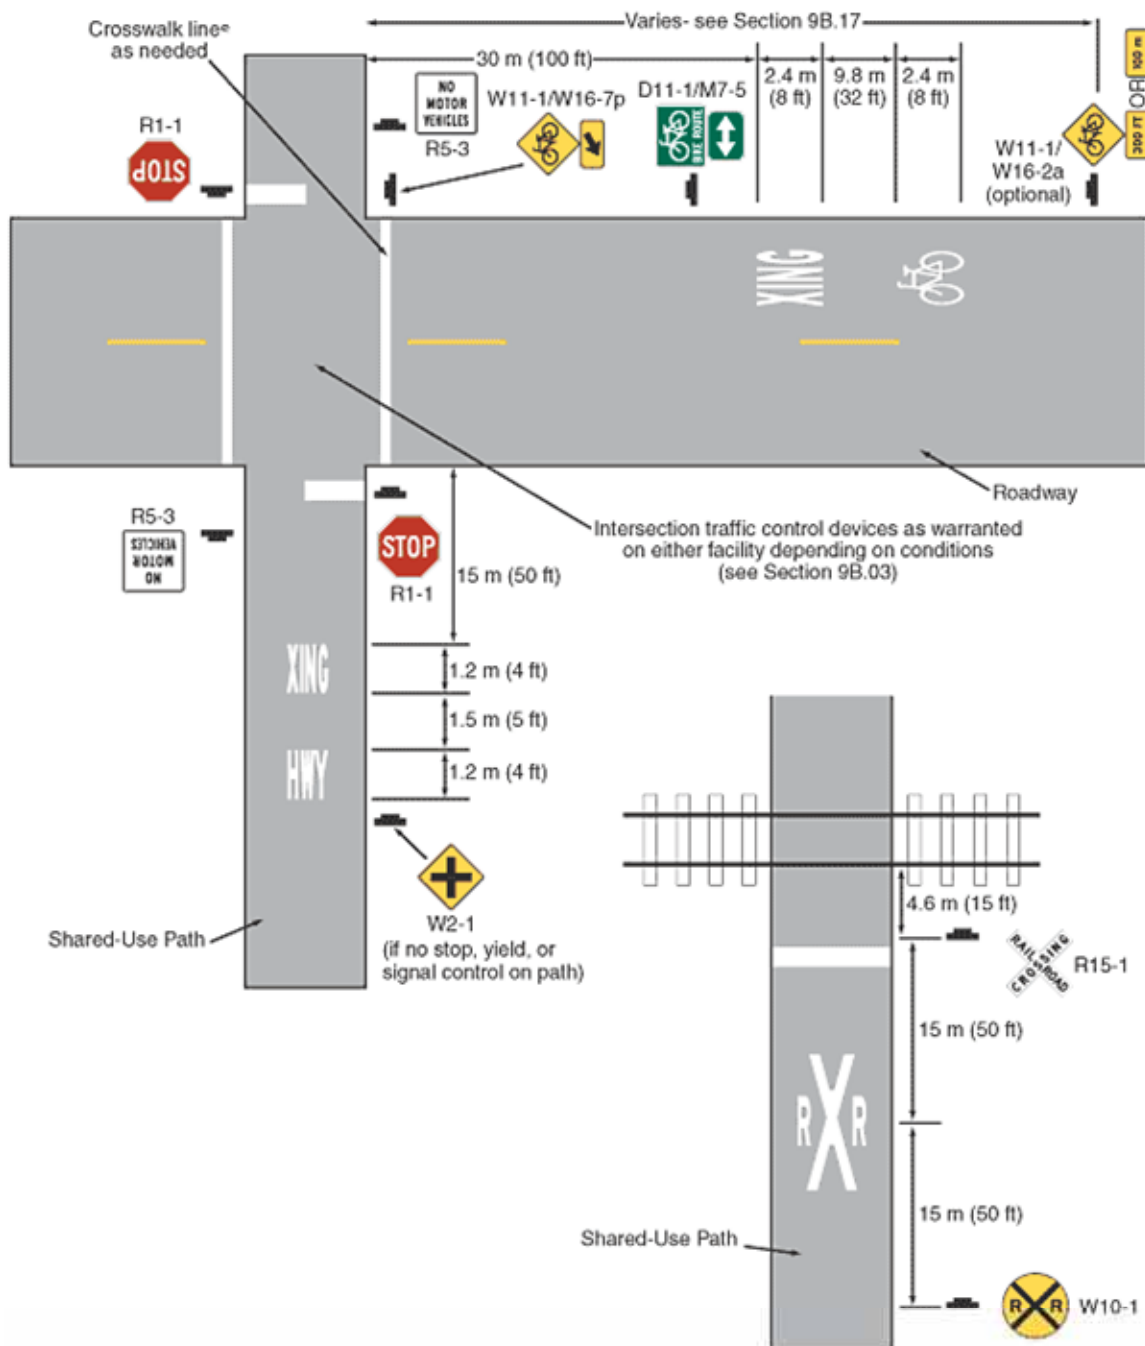 Varies- see Section 9B.17
Crosswalk lines
as needed
30 m (100 ft)
2.4 m
(8 ft)
9.8 m
(32 ft)
2.4 m
(8 ft)
100 m
OR
300 FT
NO
MOTOR
VEHICLES
R5-3
W11-1/W16-7p
D11-1/M7-5
BIKE ROUTE
W11-1/
W16-2a
(optional)
R1-1
STOP
XING
Roadway
R5-3
NO
MOTOR
VEHICLES
STOP
R1-1
Intersection traffic control devices as warranted
on either facility depending on conditions
(see Section 9B.03)
15 m (50 ft)
XING
1.2 m (4 ft)
1.5 m (5 ft)
HWY
1.2 m (4 ft)
W2-1
(if no stop, yield, or
signal control on path)
Shared-Use Path
4.6 m (15 ft)
RAILROAD
CROSSING
R15-1
15 m (50 ft)
R R
15 m (50 ft)
Shared-Use Path
R R
W10-1